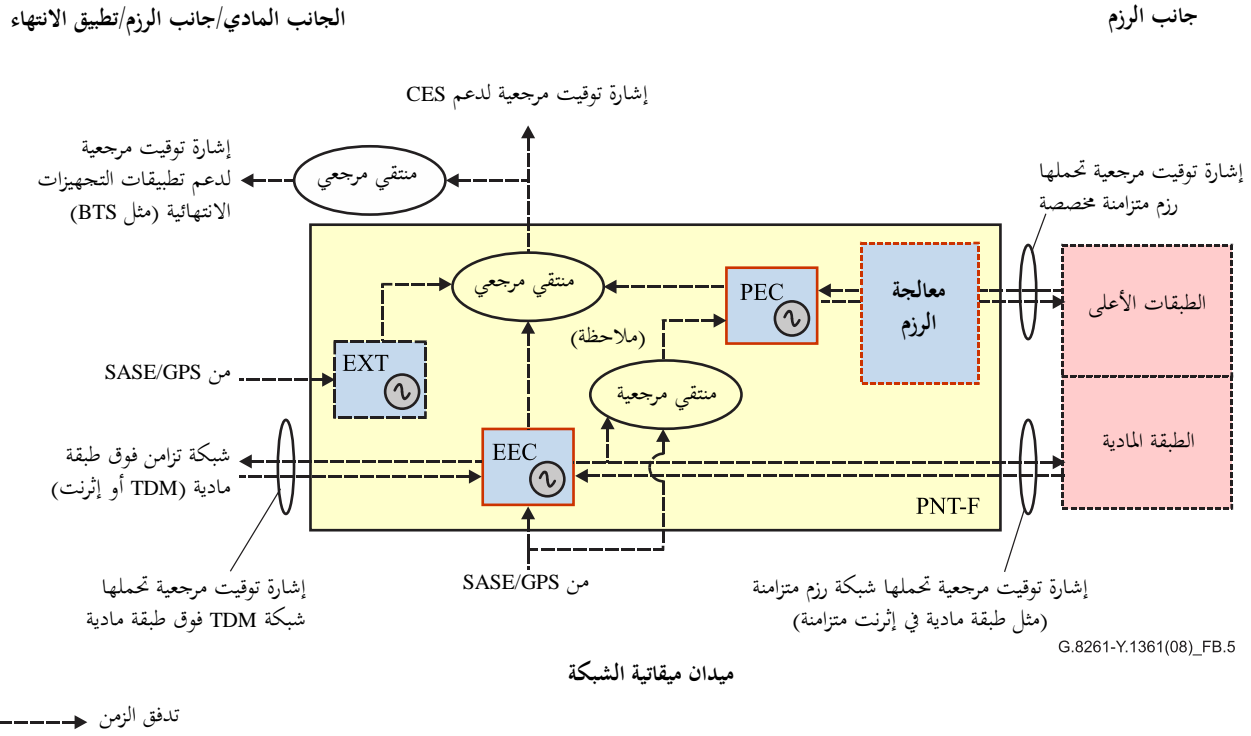 جانب الرزم
الجانب المادي/جانب الرزم/تطبيق الانتهاء
إشارة توقيت مرجعية لدعم CES
إشارة توقيت مرجعية
لدعم تطبيقات التجهيزات
الانتهائية (مثل BTS)
منتقي مرجعي
إشارة توقيت مرجعية تحملها
رزم متزامنة مخصصة
منتقي مرجعي
PEC
معالجة
الرزم
الطبقات الأعلى
(ملاحظة)
EXT
من SASE/GPS
منتقي مرجعية
EEC
شبكة تزامن فوق طبقة
مادية (TDM أو إثرنت)
الطبقة المادية
PNT-F
من SASE/GPS
إشارة توقيت مرجعية تحملها شبكة رزم متزامنة
(مثل طبقة مادية في إثرنت متزامنة)
إشارة توقيت مرجعية تحملها
شبكة TDM فوق طبقة مادية
G.8261-Y.1361(08)_FB.5
ميدان ميقاتية الشبكة
تدفق الزمن